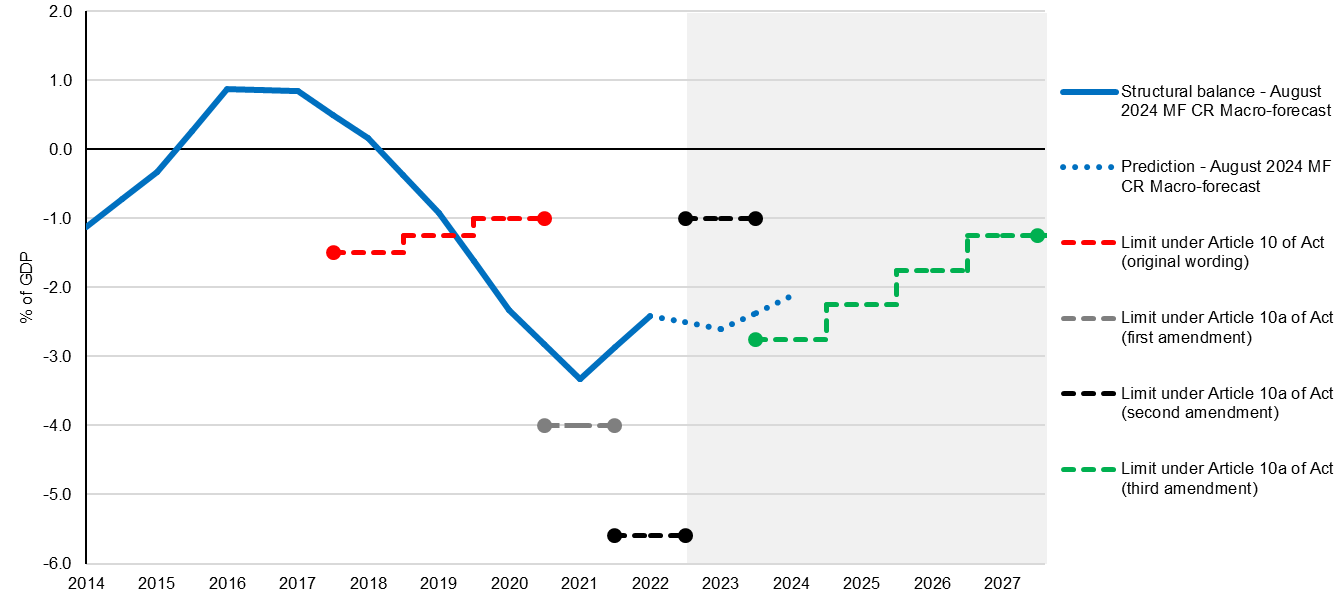 2.0
1.0
0.0
-1.0
-2.0
-3.0
-4.0
-5.0
-6.0
% of GDP
2014 2015 2016 2017 2018 2019 2020 2021 2022 2023 2024 2025 2026 2027
Structural balance - August
2024 MF CR Macro-forecast
Prediction - August 2024 MF
CR Macro-forecast
Limit under Article 10 of Act
(original wording)
Limit under Article 10a of Act
(first amendment)
Limit under Article 10a of Act
(second amendment)
Limit under Article 10a of Act
(third amendment)